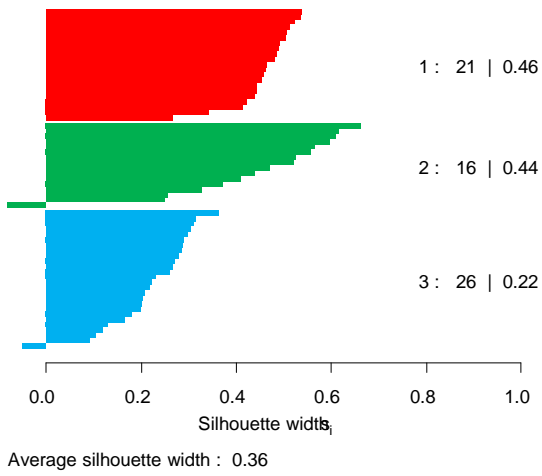 1 : 21 | 0.46
2 : 16 | 0.44
3 : 26 | 0.22
0.0 0.2 0.4 0.6 0.8 1.0
Silhouette width si
Average silhouette width : 0.36